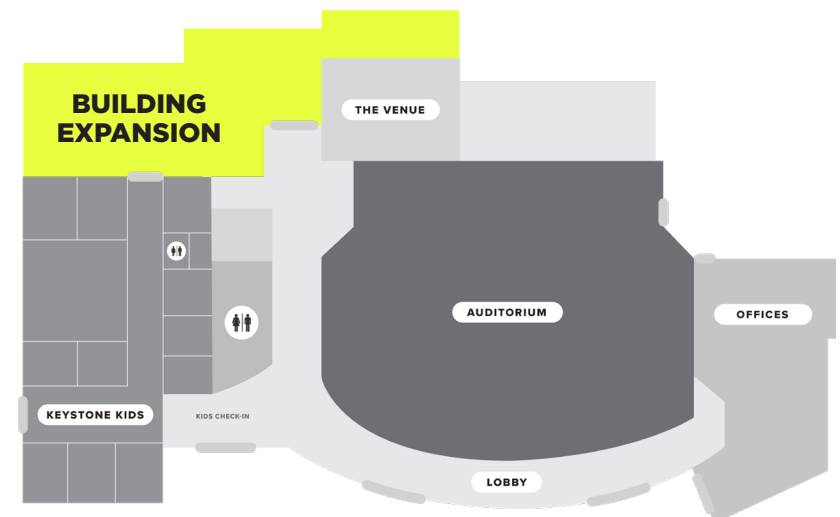 BUILDING
EXPANSION
THE VENUE
AUDITORIUM
OFFICES
KEYSTONE KIDS
KIDS CHECK-IN
LOBBY